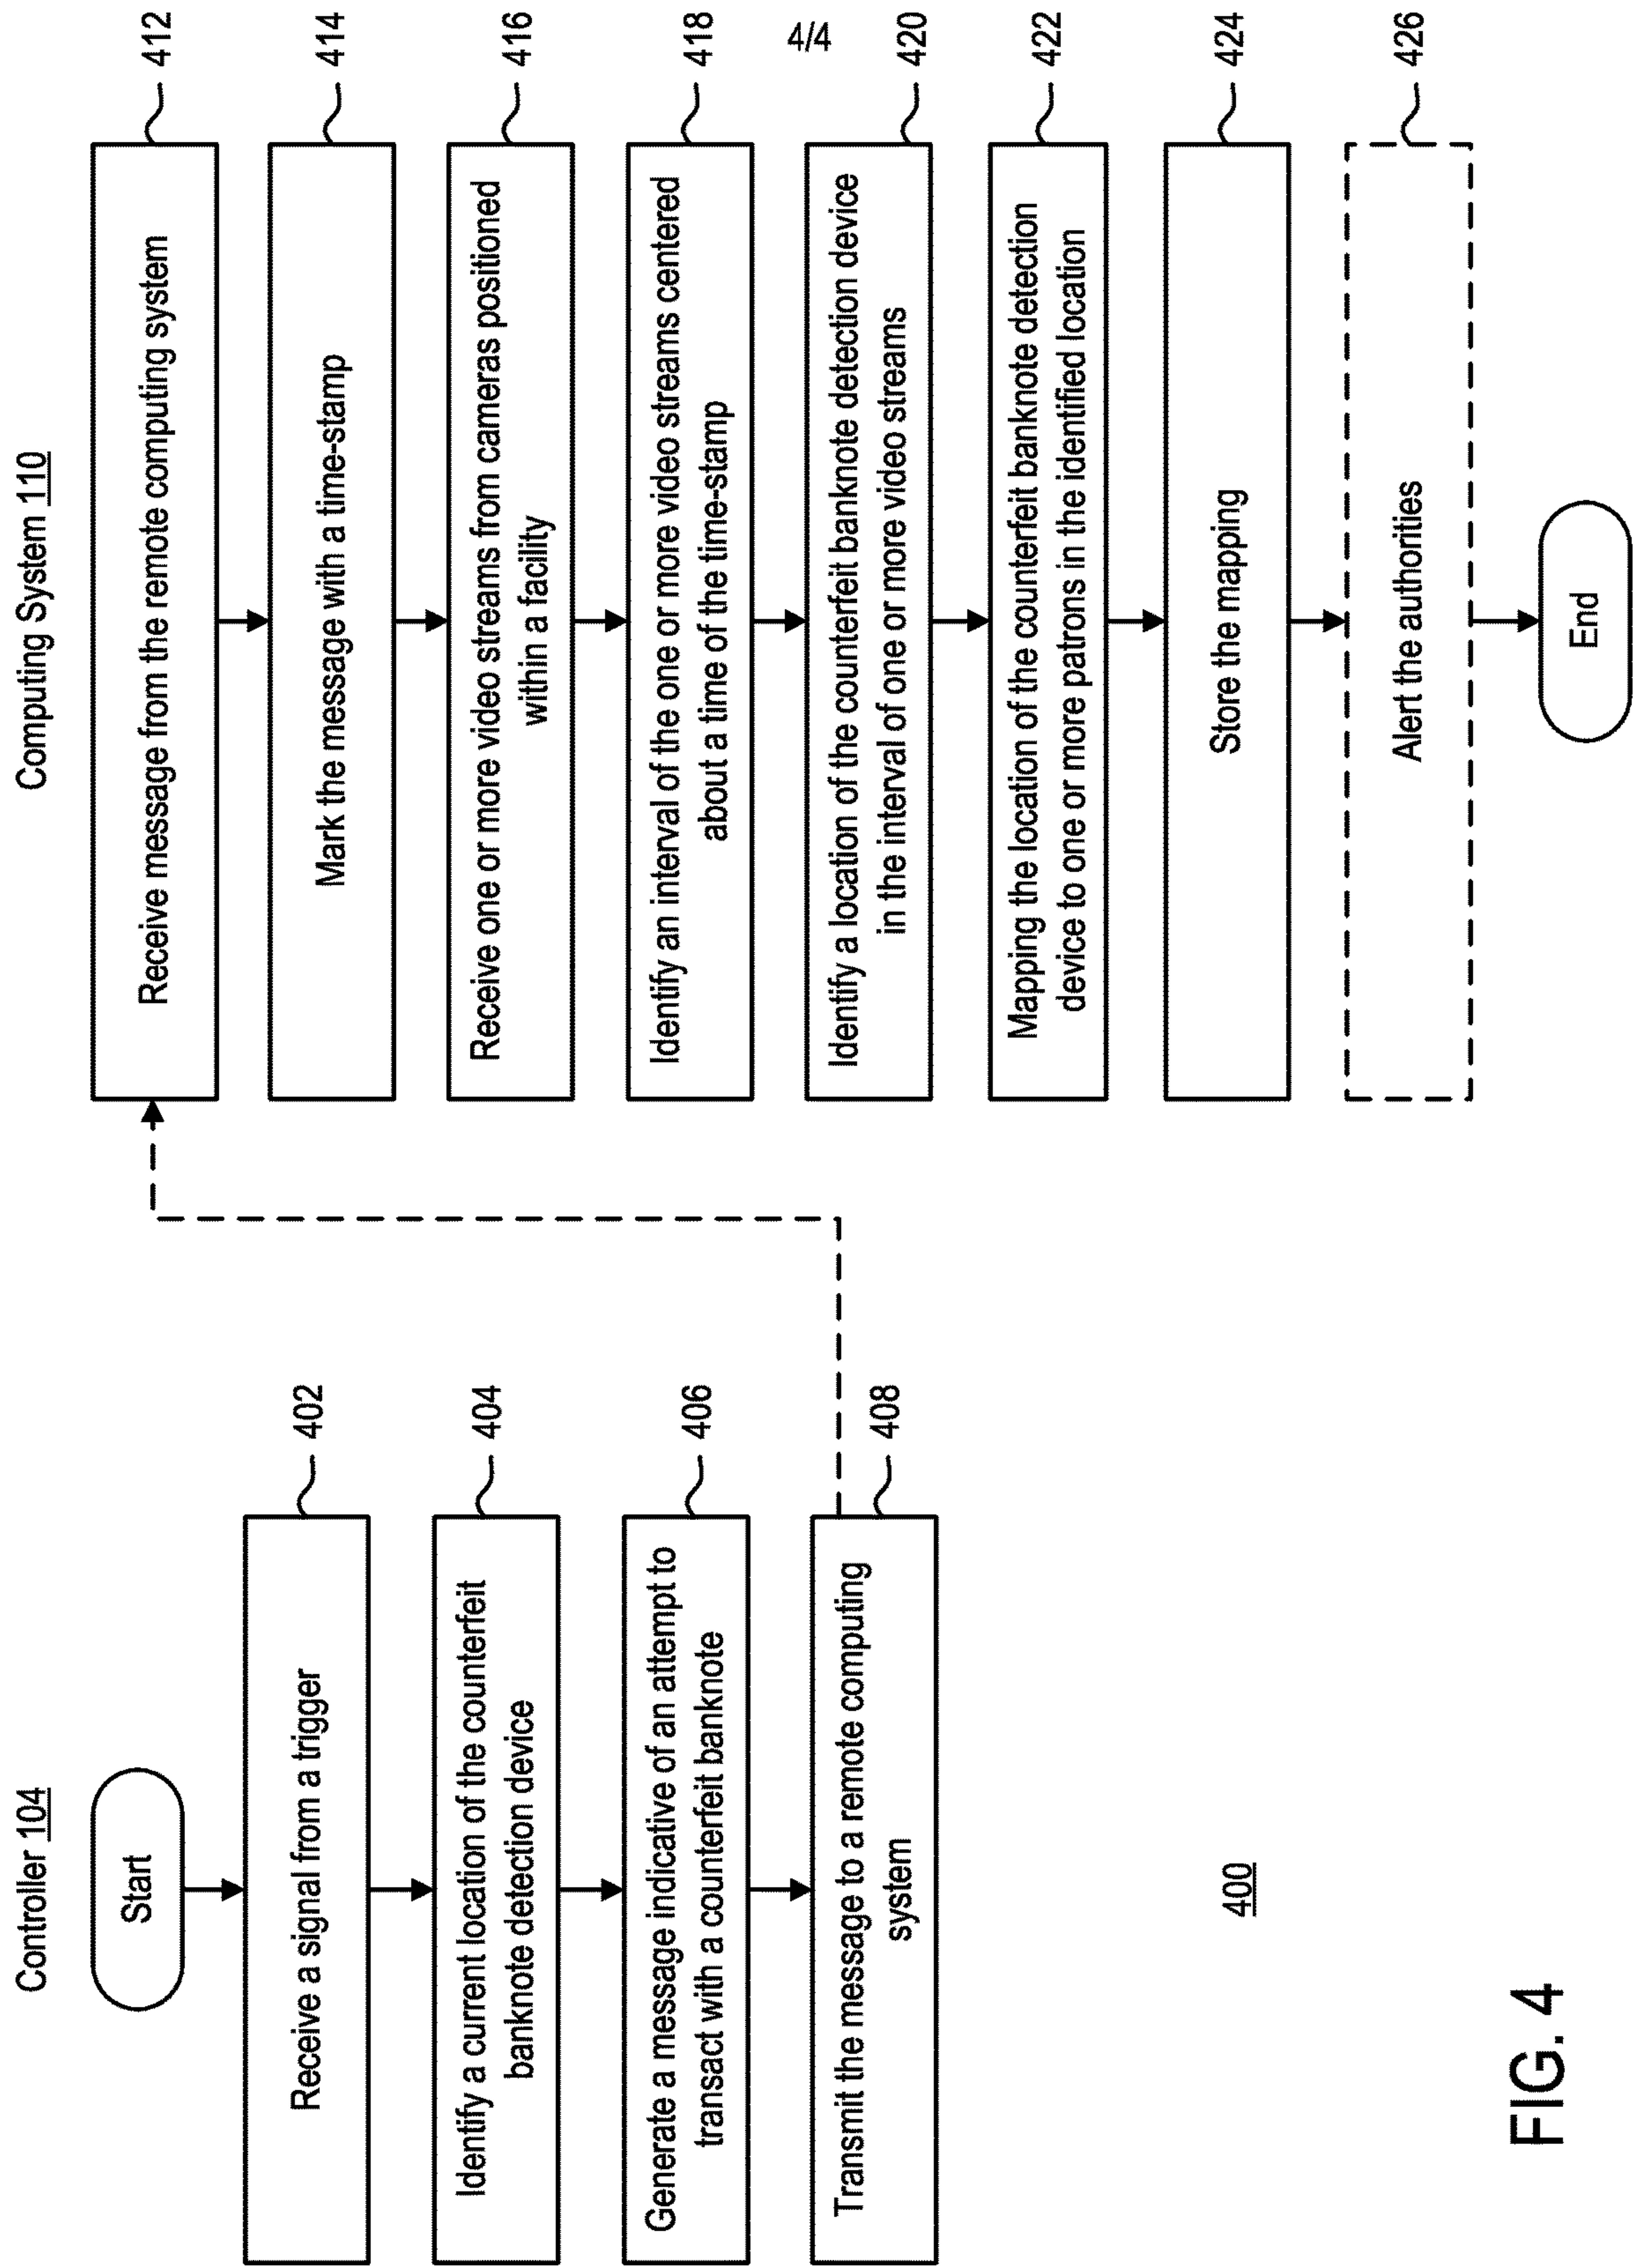 Controller 104
Start
Receive a signal from a trigger
402
Identify a current location of the counterfeit
banknote detection device
404
Generate a message indicative of an attempt to
transact with a counterfeit banknote
406
Transmit the message to a remote computing
system
408
400
FIG. 4
Computing System 110
Receive message from the remote computing system
412
Mark the message with a time-stamp
414
Receive one or more video streams from cameras positioned
within a facility
416
Identify an interval of the one or more video streams centered
about a time of the time-stamp
418
4/4
Identify a location of the counterfeit banknote detection device
in the interval of one or more video streams
420
Mapping the location of the counterfeit banknote detection
device to one or more patrons in the identified location
422
Store the mapping
424
Alert the authorities
426
End